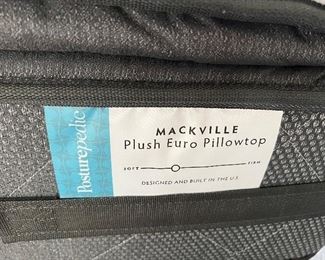 Posturepedic
MACKVILLE
Plush Euro Pillowtop
SOFT FIRM
DESIGNED AND BUILT IN THE U.S.